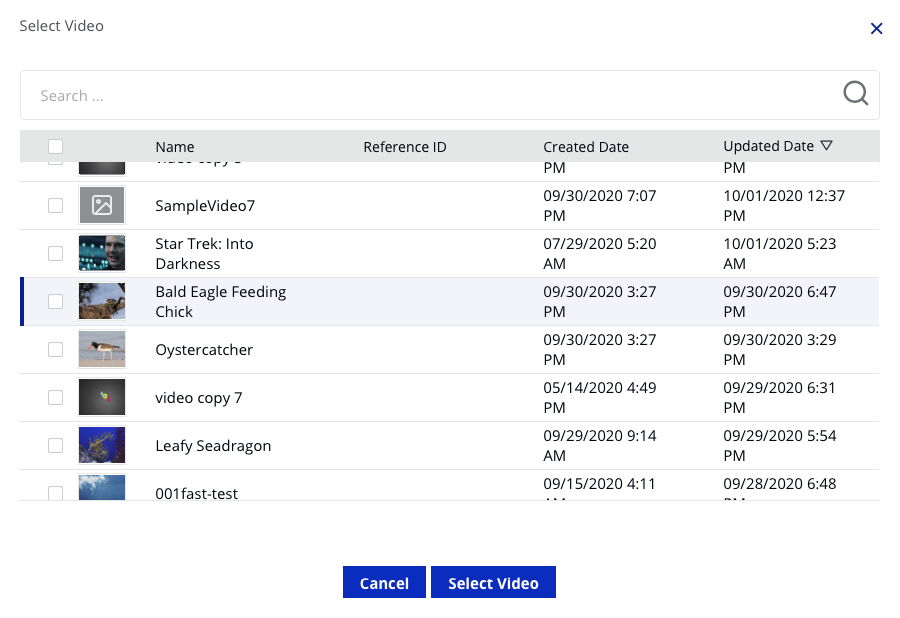 Select Video
Search ...
Name Reference ID Created Date Updated Date
video copy
PM PM
SampleVideo7 09/30/2020 7:07 PM 10/01/2020 12:37 PM
Star Trek: Into Darkness 07/29/2020 5:20 AM 10/01/2020 5:23 AM
Bald Eagle Feeding Chick 09/30/2020 3:27 PM 09/30/2020 6:47 PM
Oystercatcher 09/30/2020 3:27 PM 09/30/2020 3:29 PM
video copy 7 05/14/2020 4:49 PM 09/29/2020 6:31 PM
Leafy Seadragon 09/29/2020 9:14 AM 09/29/2020 5:54 PM
001fast-test 09/15/2020 4:11 09/28/2020 6:48
Cancel Select Video